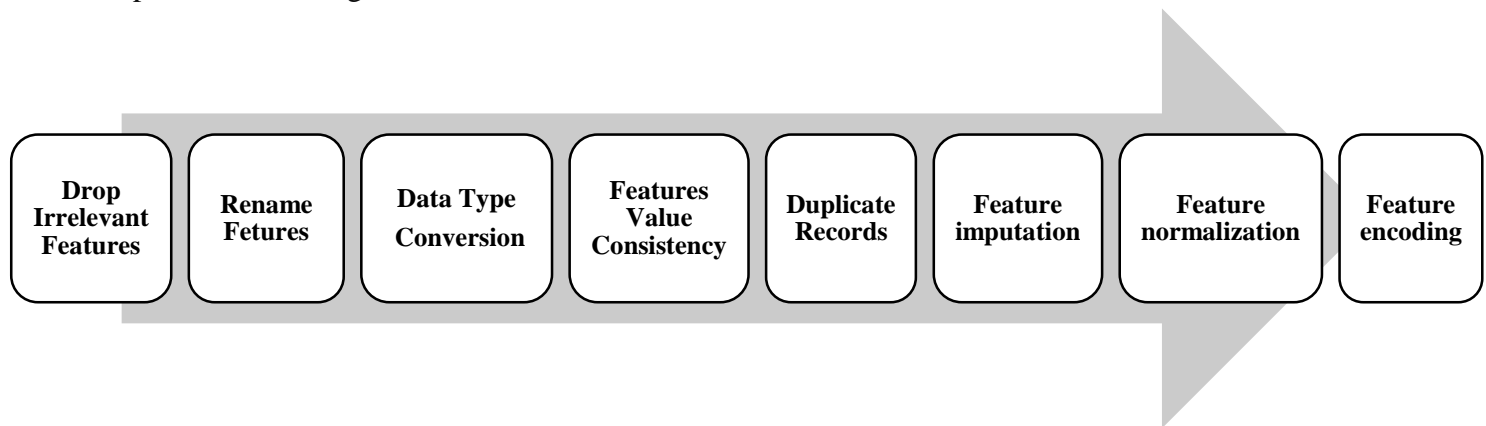 Drop
Irrelevant
Features
Rename
Fetures
Data Type
Conversion
Features
Value
Consistency
Duplicate
Records
Feature
imputation
Feature
normalization
Feature
encoding